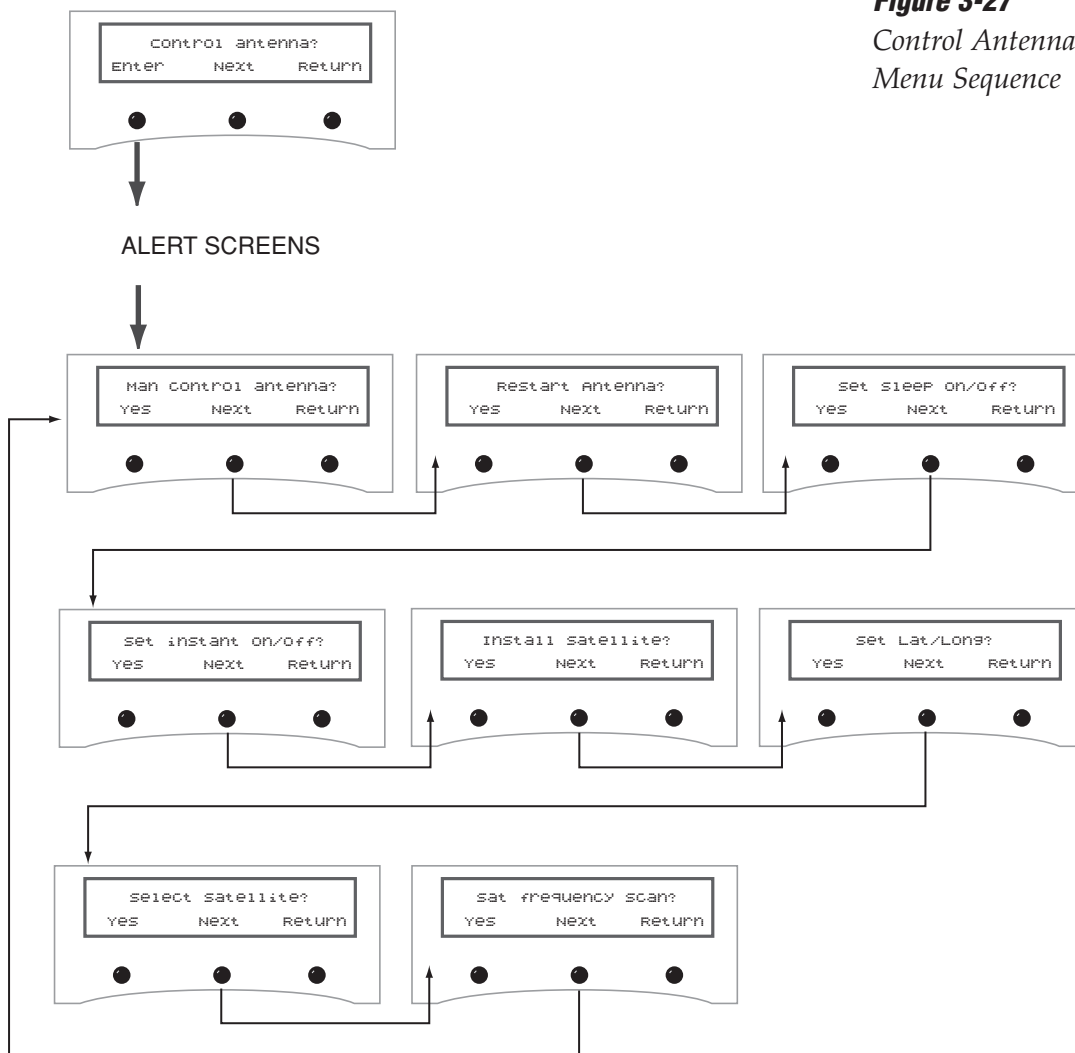 Figure 3-27
Control Antenna
Menu Sequence
Control antenna?
Enter Next Return
ALERT SCREENS
Man Control antenna?
Yes Next Return
Restart Antenna?
Yes Next Return
Set Sleep On/Off?
Yes Next Return
Set instant On/Off?
Yes Next Return
Install Satellite?
Yes Next Return
Set Lat/Long?
Yes Next Return
Select Satellite?
Yes Next Return
Sat frequency scan?
Yes Next Return